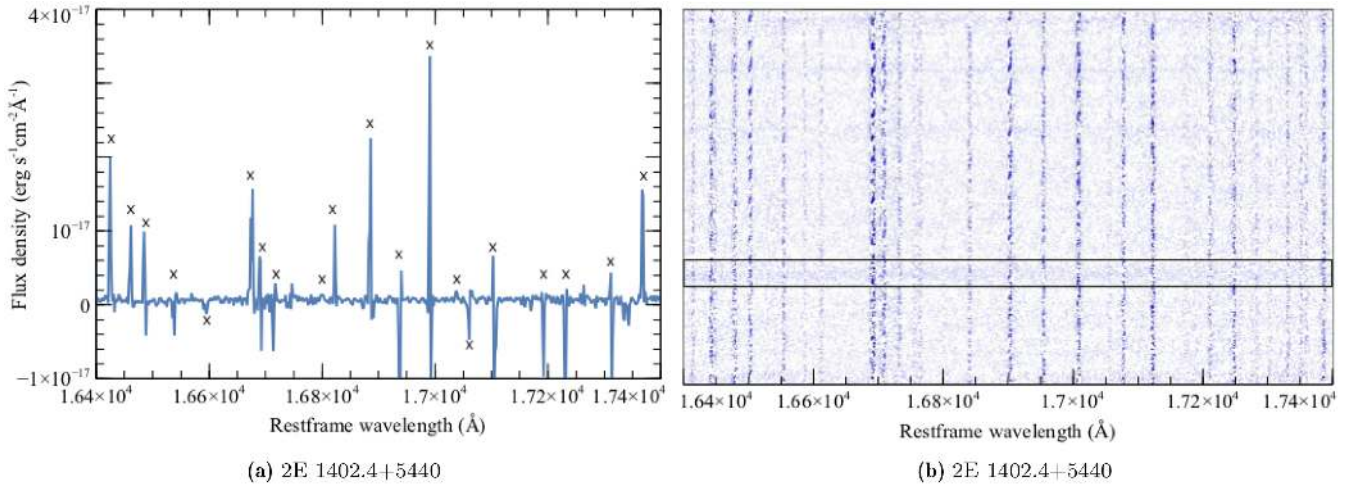 4×10⁻¹⁷
10⁻¹⁷
0
−1×10⁻¹⁷
Flux density (erg s⁻¹cm⁻²Å⁻¹)
x x x x x x x x x x x x x x x x x x x x
1.64×10⁴ 1.66×10⁴ 1.68×10⁴ 1.7×10⁴ 1.72×10⁴ 1.74×10⁴
Restframe wavelength (Å)
(a) 2E 1402.4+5440
1.64×10⁴ 1.66×10⁴ 1.68×10⁴ 1.7×10⁴ 1.72×10⁴ 1.74×10⁴
Restframe wavelength (Å)
(b) 2E 1402.4+5440